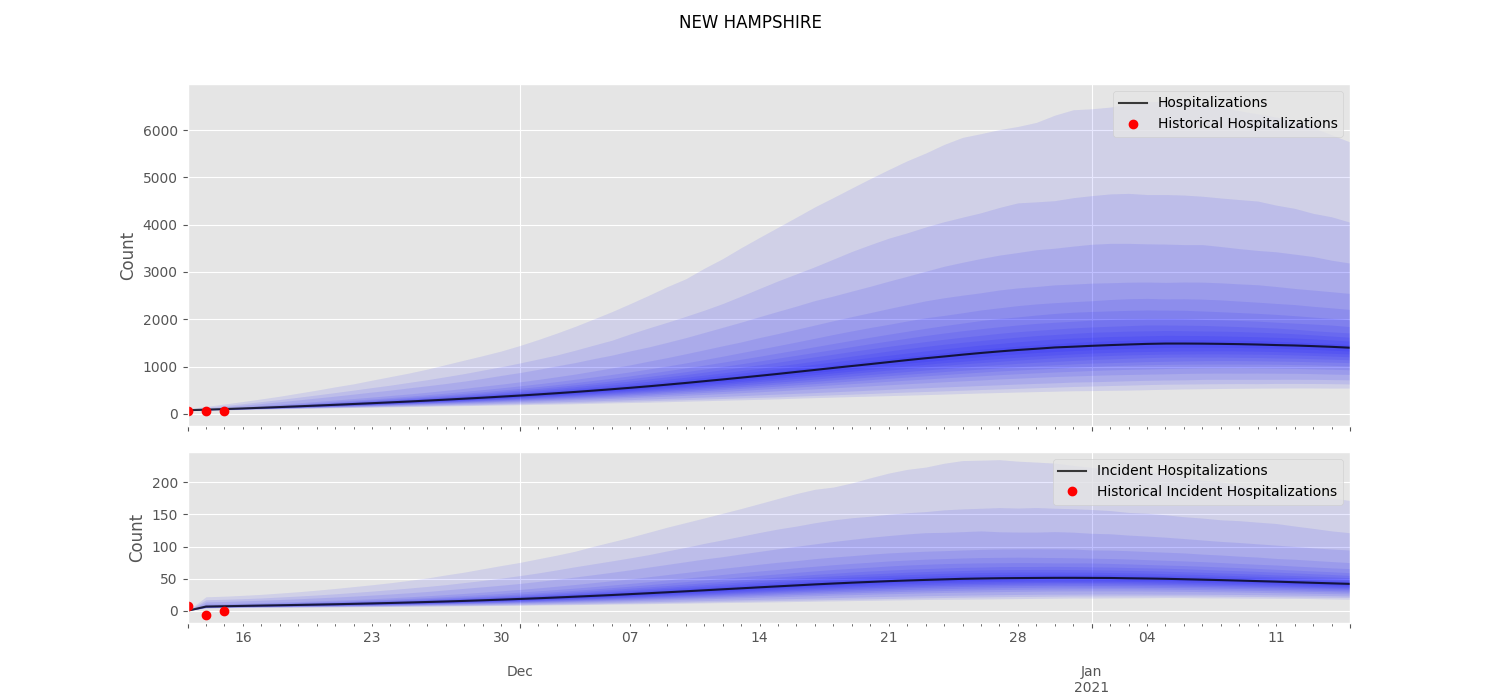 NEW HAMPSHIRE
Hospitalizations
Historical Hospitalizations
6000
5000
4000
3000
2000
1000
0
Count
Incident Hospitalizations
Historical Incident Hospitalizations
200
150
100
50
0
Count
16 23 30 07 14 21 28 04 11
Dec Jan
2021